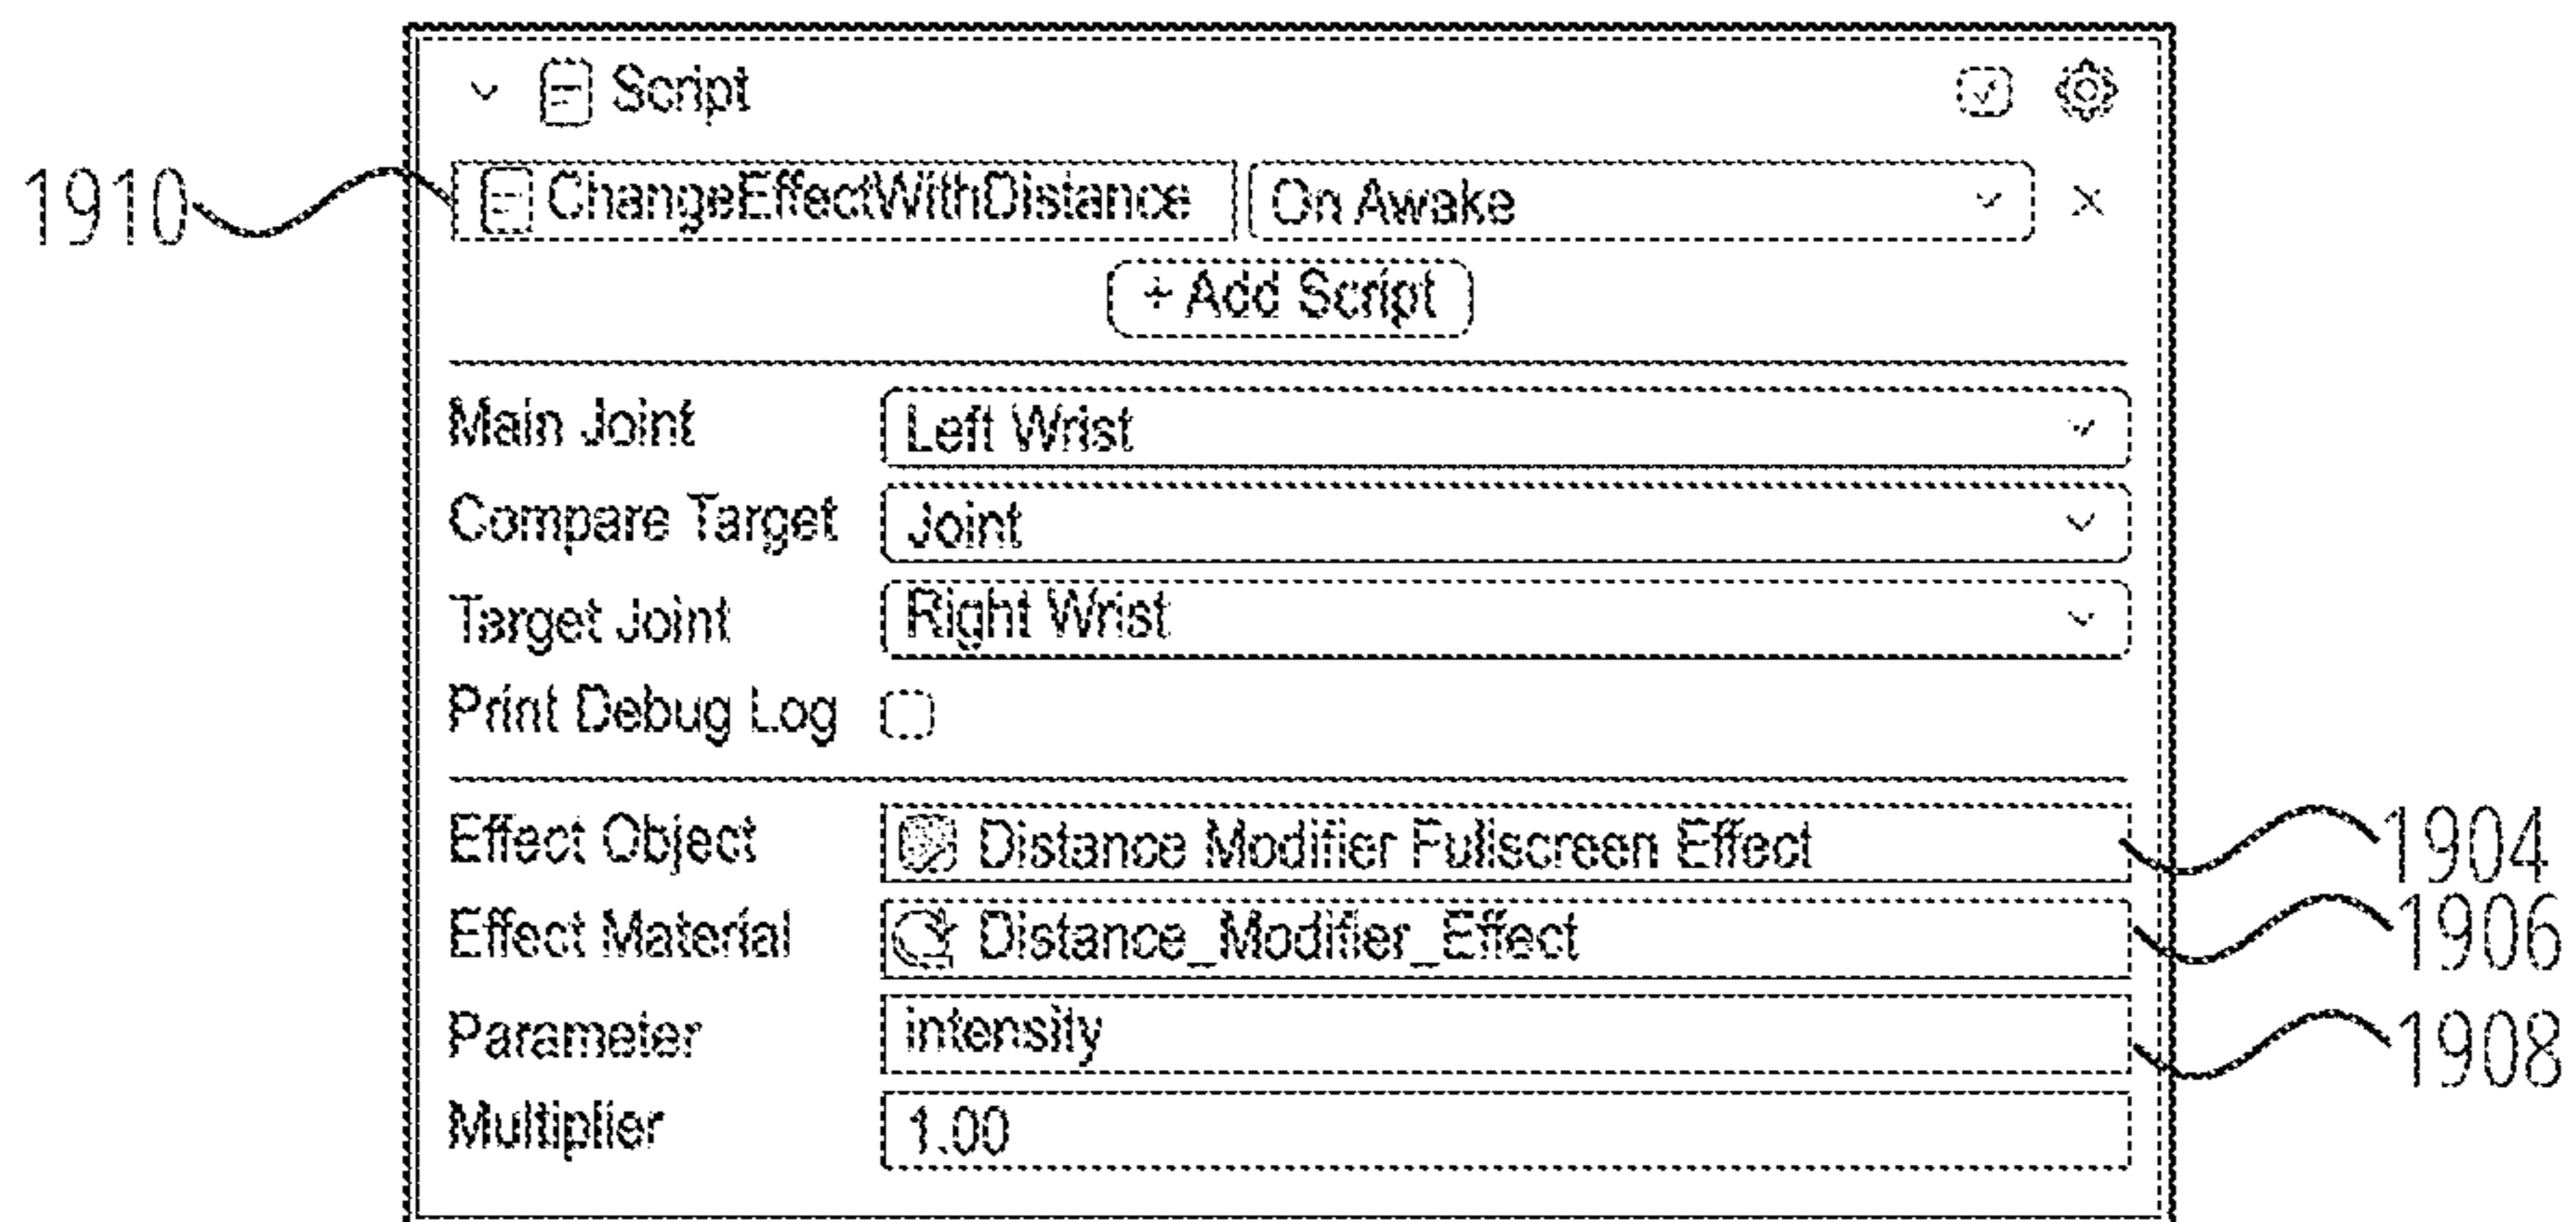 Script
1910 ChangeEffectWithDistance On Awake
+ Add Script
Main Joint Left Wrist
Compare Target Joint
Target Joint Right Wrist
Print Debug Log
Effect Object Distance Modifier Fullscreen Effect 1904
Effect Material Distance_Modifier_Effect 1906
Parameter intensity 1908
Multiplier 1.00